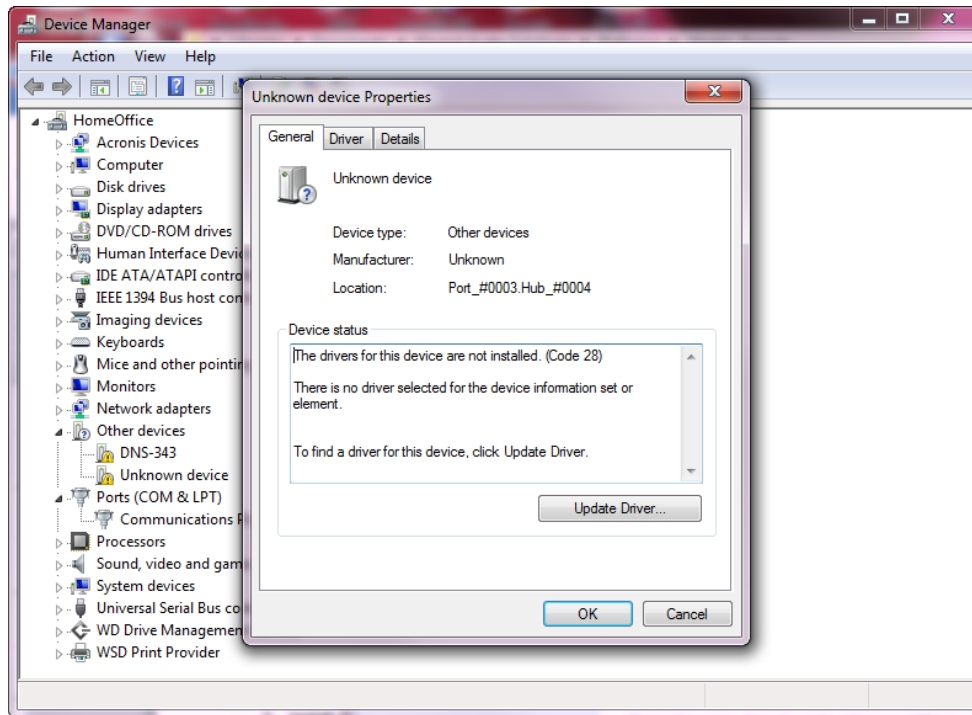 Device Manager
File Action View Help
HomeOffice
Acronis Devices
Computer
Disk drives
Display adapters
DVD/CD-ROM drives
Human Interface Devic
IDE ATA/ATAPI contro
IEEE 1394 Bus host con
Imaging devices
Keyboards
Mice and other pointin
Monitors
Network adapters
Other devices
DNS-343
Unknown device
Ports (COM & LPT)
Communications P
Processors
Sound, video and gam
System devices
Universal Serial Bus co
WD Drive Managemen
WSD Print Provider
Unknown device Properties
General Driver Details
Unknown device
Device type: Other devices
Manufacturer: Unknown
Location: Port_#0003.Hub_#0004
Device status
The drivers for this device are not installed. (Code 28)
There is no driver selected for the device information set or
element.
To find a driver for this device, click Update Driver.
Update Driver...
OK Cancel